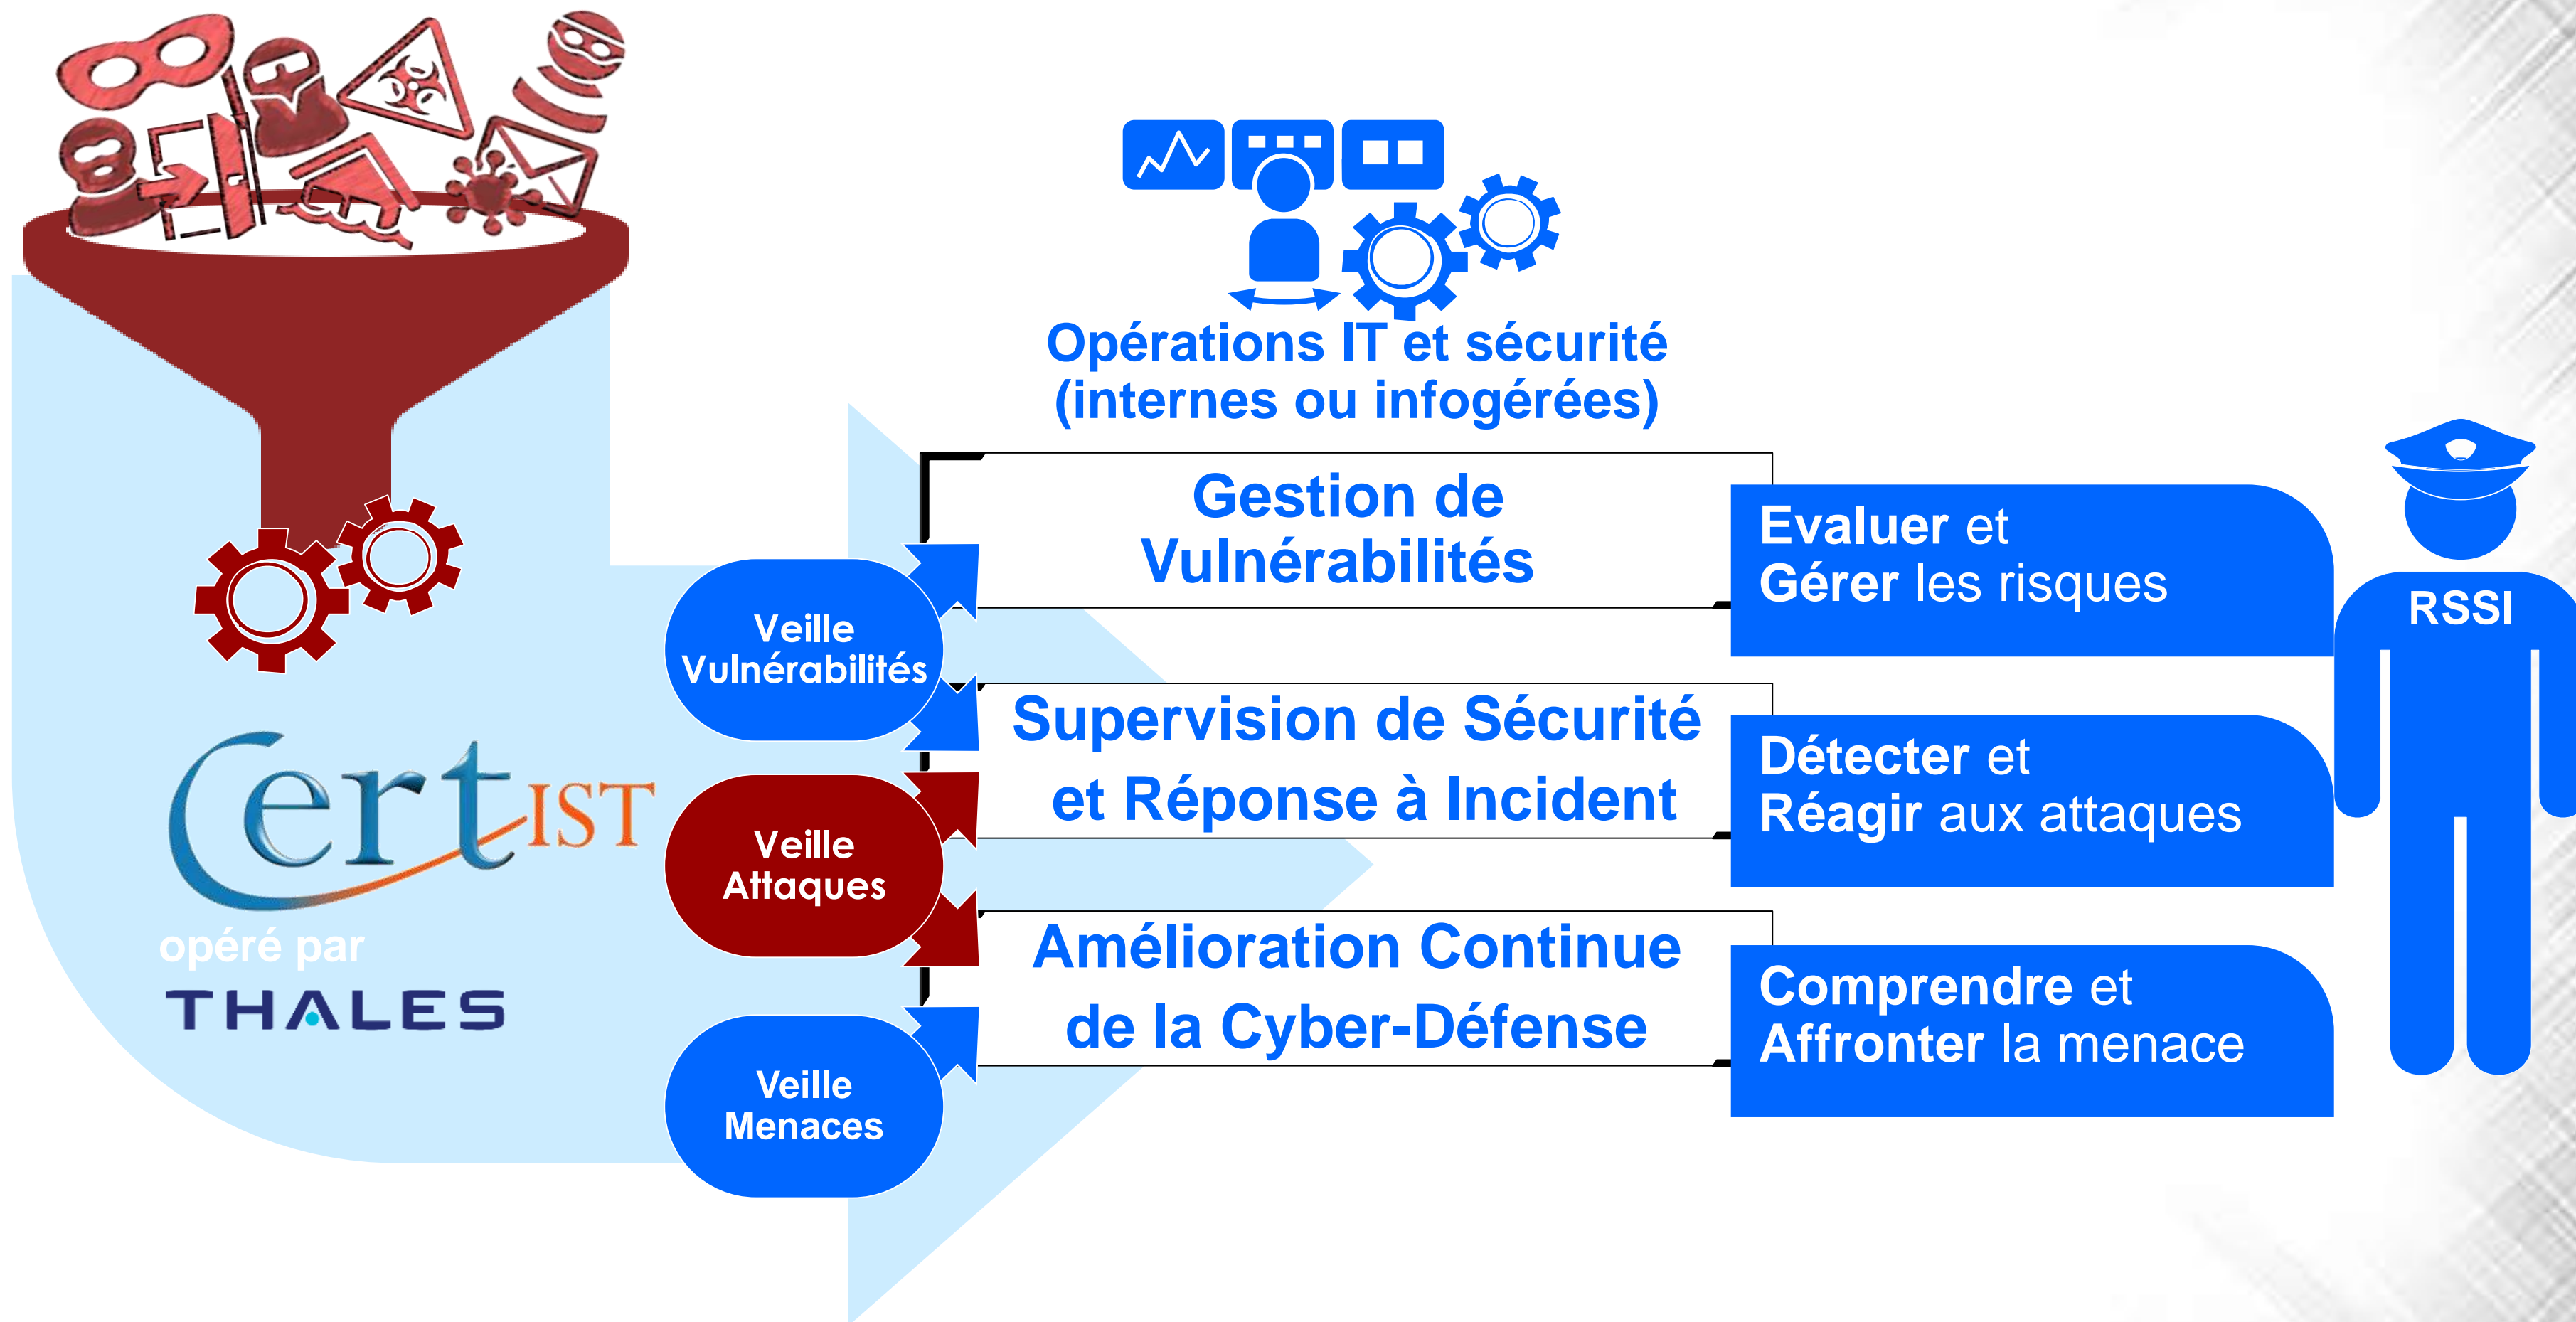 Opérations IT et sécurité
(internes ou infogérées)
Gestion de
Vulnérabilités
Evaluer et
Gérer les risques
RSSI
Veille
Vulnérabilités
Supervision de Sécurité
et Réponse à Incident
Détecter et
Réagir aux attaques
Cert IST
Veille
Attaques
opéré par
THALES
Amélioration Continue
de la Cyber-Défense
Comprendre et
Affronter la menace
Veille
Menaces